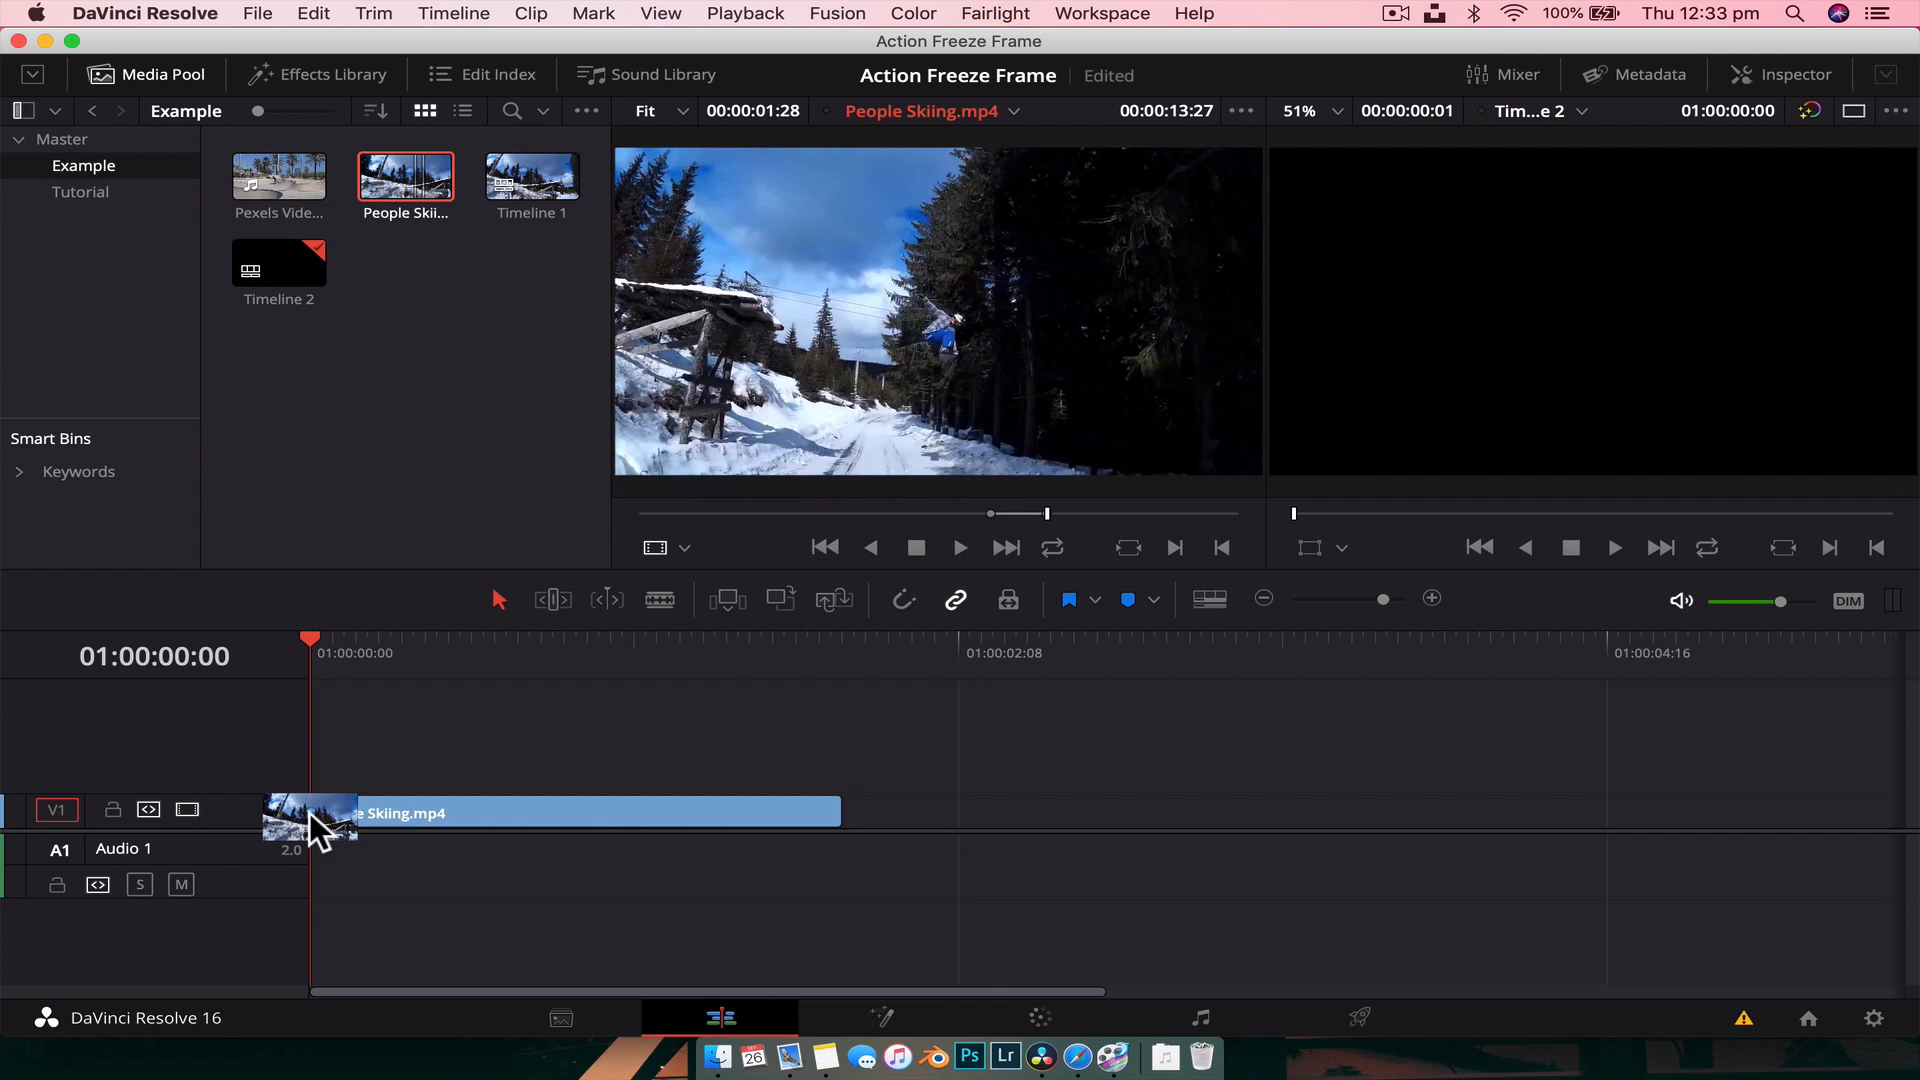 DaVinci Resolve File Edit Trim Timeline Clip Mark View Playback Fusion Color Fairlight Workspace Help 100% Thu 12:33 pm
Action Freeze Frame
Media Pool Effects Library Edit Index Sound Library Action Freeze Frame Edited Mixer Metadata Inspector
Example Fit 00:00:01:28 People Skiing.mp4 00:00:13:27 51% 00:00:00:01 Tim...e 2 01:00:00:00
Master
Example
Tutorial
Pexels Vide... People Skii... Timeline 1
Timeline 2
Smart Bins
Keywords
DIM
01:00:00:00 01:00:00:00 01:00:02:08 01:00:04:16
V1 e Skiing.mp4
A1 Audio 1 2.0
S M
DaVinci Resolve 16
SEP 26 Ps Lr